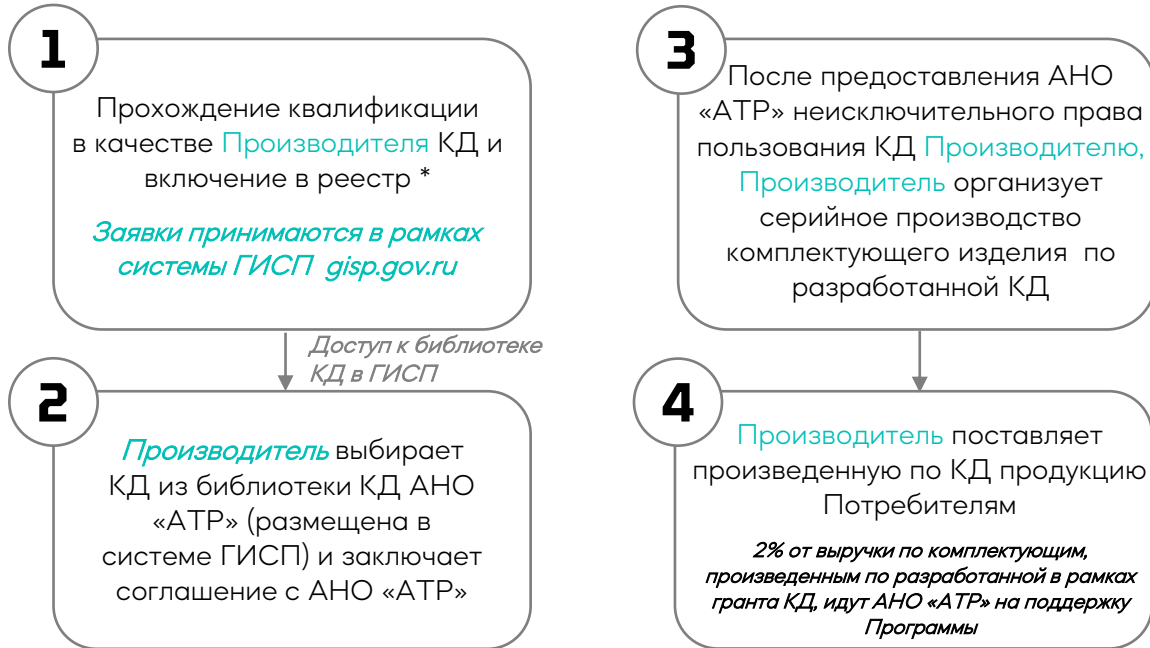 1
Прохождение квалификации
в качестве Производителя КД и
включение в реестр *
Заявки принимаются в рамках
системы ГИСП gisp.gov.ru
Доступ к библиотеке
КД в ГИСП
2
Производитель выбирает
КД из библиотеки КД АНО
«АТР» (размещена в
системе ГИСП) и заключает
соглашение с АНО «АТР»
3
После предоставления АНО
«АТР» неисключительного права
пользования КД Производителю,
Производитель организует
серийное производство
комплектующего изделия по
разработанной КД
4
Производитель поставляет
произведенную по КД продукцию
Потребителям
2% от выручки по комплектующим,
произведенным по разработанной в рамках
гранта КД, идут АНО «АТР» на поддержку
Программы